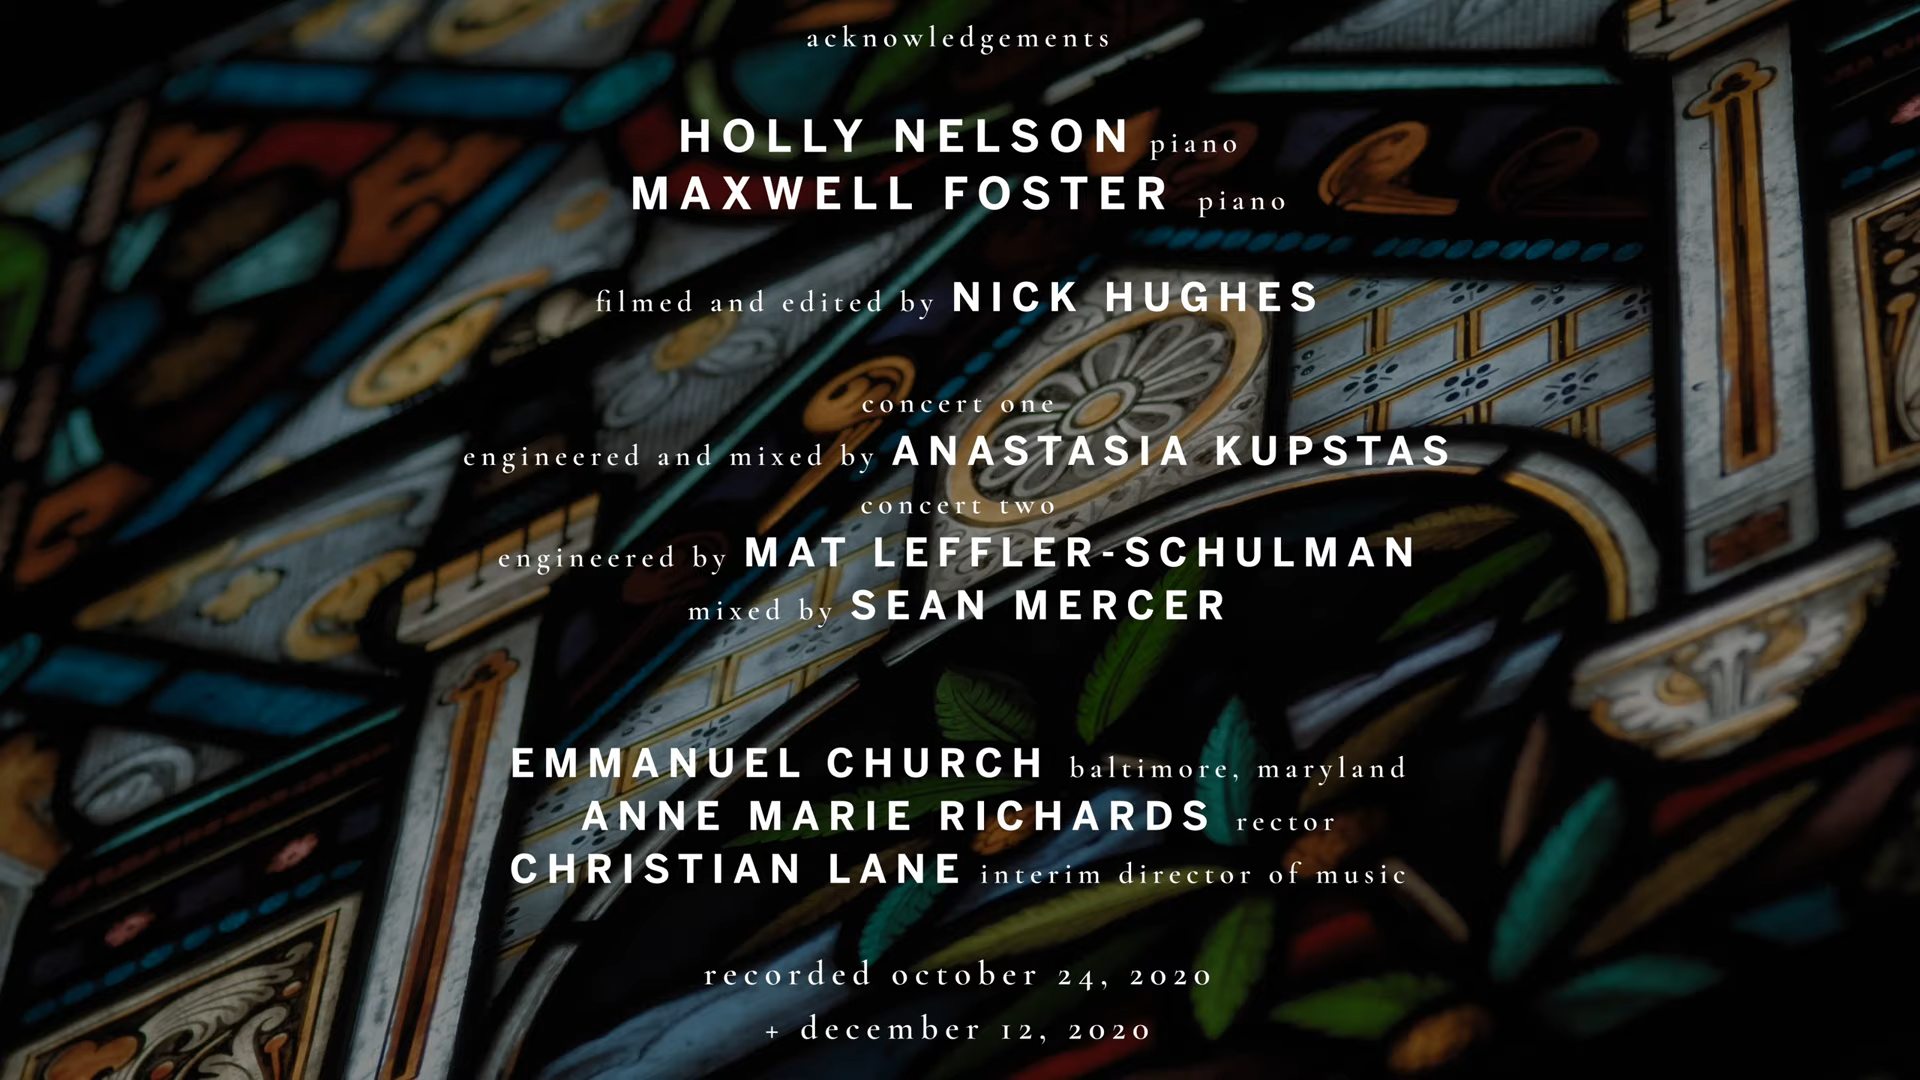 acknowledgements
HOLLY NELSON piano
MAXWELL FOSTER piano
filmed and edited by NICK HUGHES
concert one
engineered and mixed by ANASTASIA KUPSTAS
concert two
engineered by MAT LEFFLER-SCHULMAN
mixed by SEAN MERCER
EMMANUEL CHURCH baltimore, maryland
ANNE MARIE RICHARDS rector
CHRISTIAN LANE interim director of music
recorded october 24, 2020
+ december 12, 2020